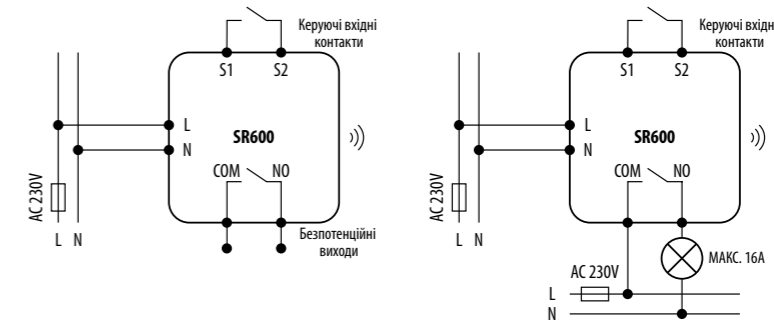 Керуючі вхідні
контакти
S1 S2
L
N
SR600
COM NO
AC 230V
L N
Безпотенційні
виходи
Керуючі вхідн
контакти
S1 S2
L
N
SR600
COM NO
AC 230V
L N
МАКС. 16A
AC 230V
L
N